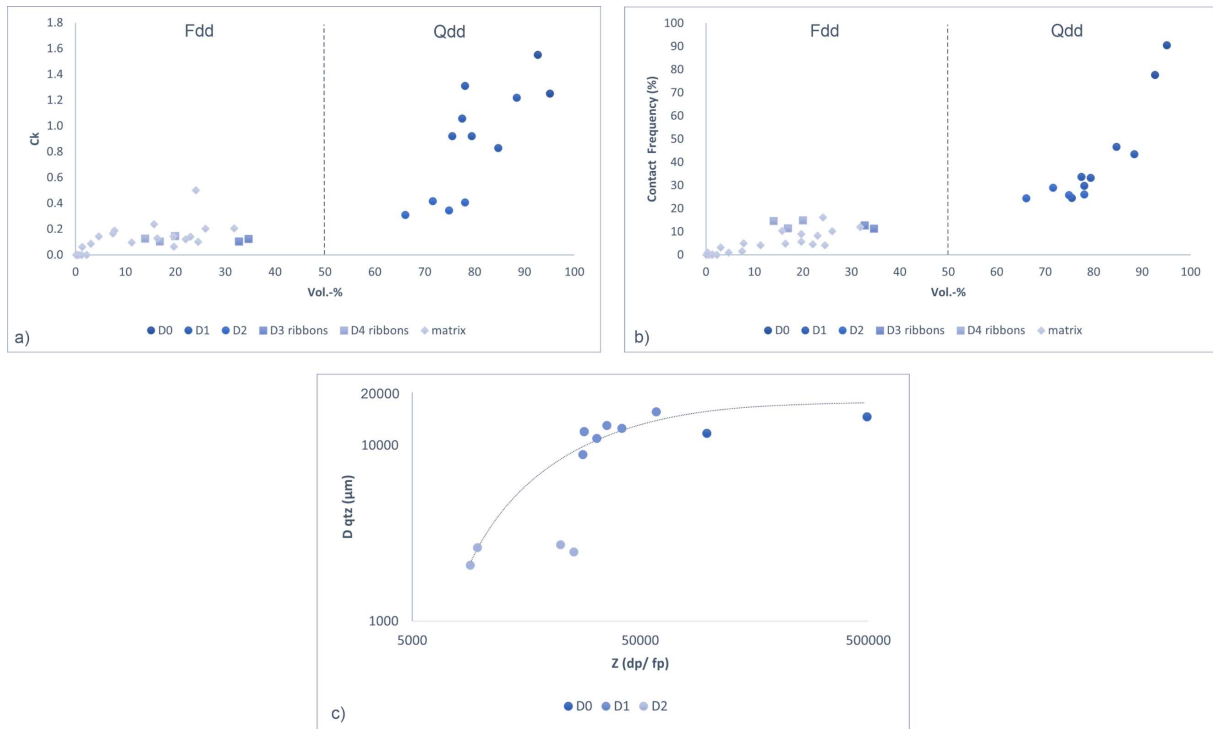 Fdd Qdd
1.8
1.6
1.4
1.2
1.0
0.8
0.6
0.4
0.2
0.0
Ck
0 10 20 30 40 50 60 70 80 90 100
Vol.-%
D0 D1 D2 D3 ribbons D4 ribbons matrix
a)
Fdd Qdd
100
90
80
70
60
50
40
30
20
10
0
Contact Frequency (%)
0 10 20 30 40 50 60 70 80 90 100
Vol.-%
D0 D1 D2 D3 ribbons D4 ribbons matrix
b)
20000
10000
1000
D qtz (µm)
5000 50000 500000
Z (dp/ fp)
D0 D1 D2
c)